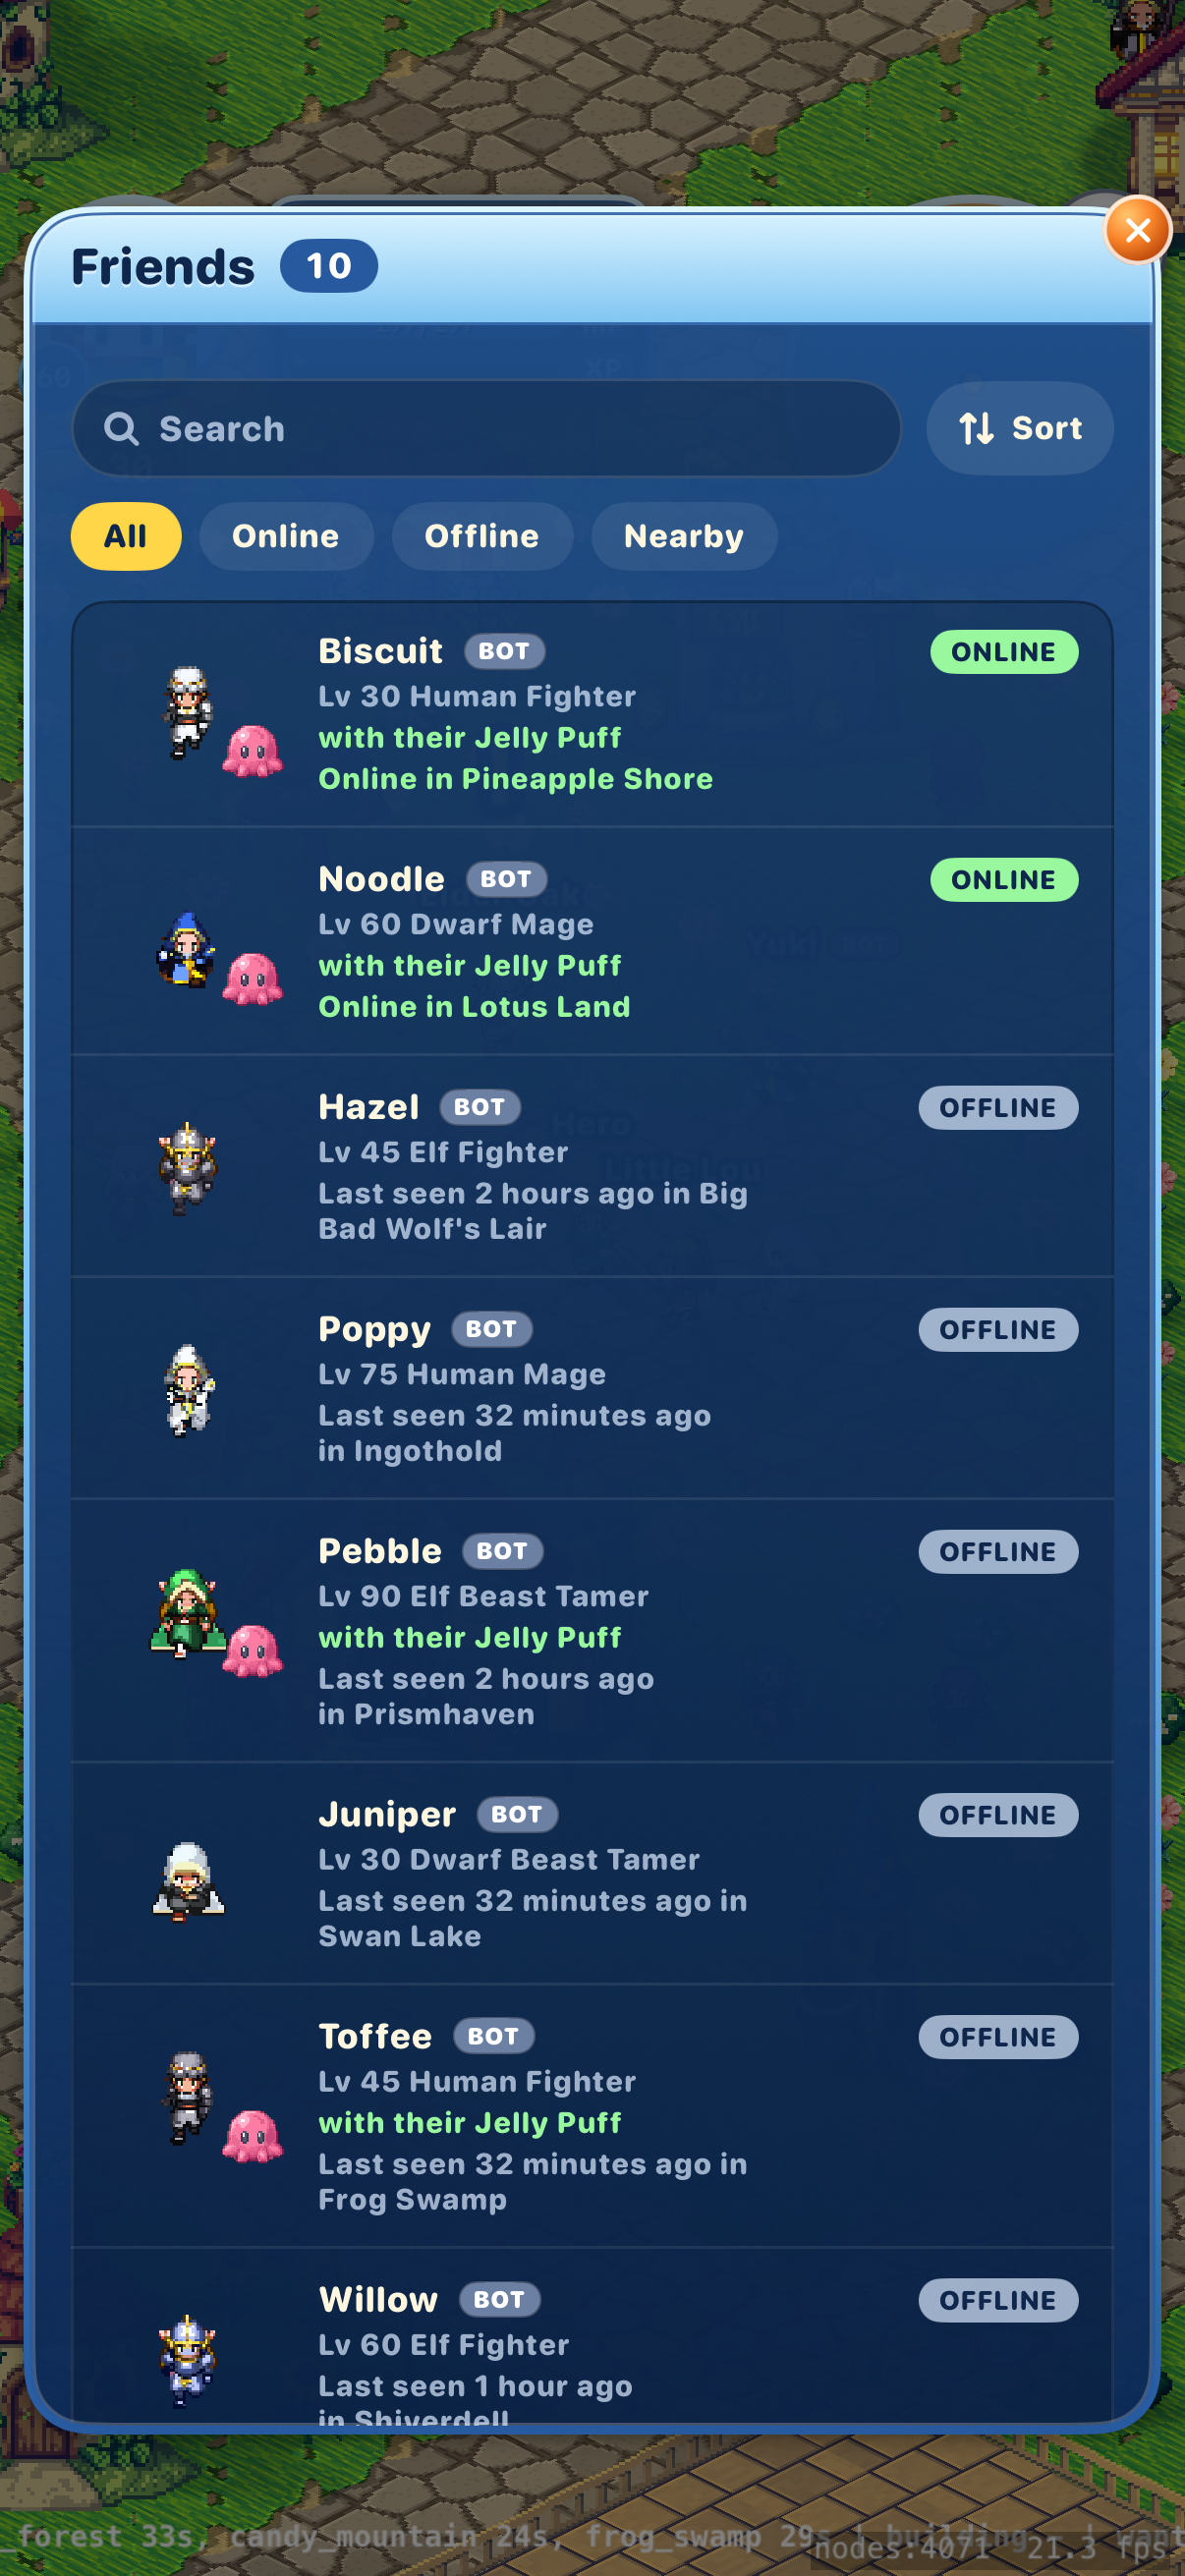 Friends 10
Search
Sort
All Online Offline Nearby
Biscuit BOT ONLINE
Lv 30 Human Fighter
with their Jelly Puff
Online in Pineapple Shore
Noodle BOT ONLINE
Lv 60 Dwarf Mage
with their Jelly Puff
Online in Lotus Land
Hazel BOT OFFLINE
Lv 45 Elf Fighter
Last seen 2 hours ago in Big
Bad Wolf's Lair
Poppy BOT OFFLINE
Lv 75 Human Mage
Last seen 32 minutes ago
in Ingothold
Pebble BOT OFFLINE
Lv 90 Elf Beast Tamer
with their Jelly Puff
Last seen 2 hours ago
in Prismhaven
Juniper BOT OFFLINE
Lv 30 Dwarf Beast Tamer
Last seen 32 minutes ago in
Swan Lake
Toffee BOT OFFLINE
Lv 45 Human Fighter
with their Jelly Puff
Last seen 32 minutes ago in
Frog Swamp
Willow BOT OFFLINE
Lv 60 Elf Fighter
Last seen 1 hour ago
in Shiverdell
forest 33s, candy_mountain 24s, frog_swamp 29s | building
nodes:4071 21.3 fps